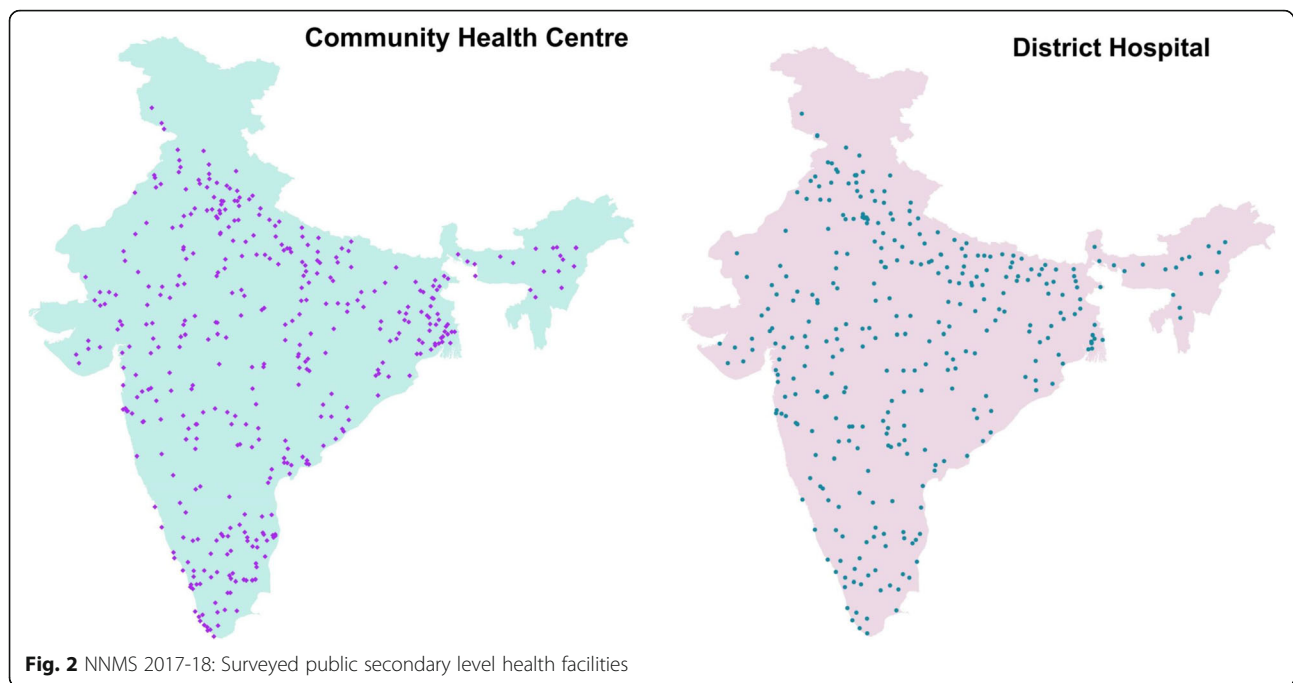 Community Health Centre
District Hospital
Fig. 2 NNMS 2017-18: Surveyed public secondary level health facilities